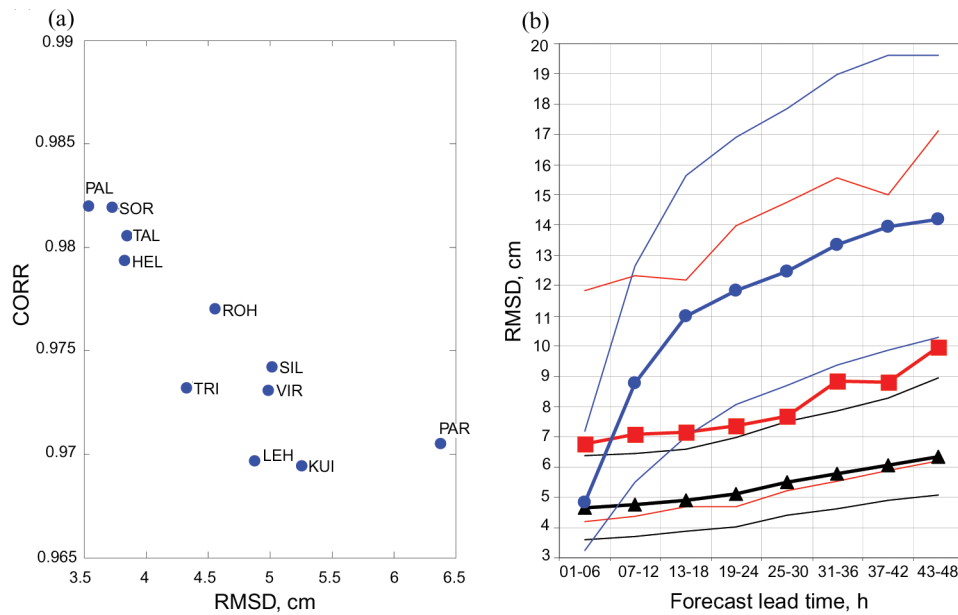 (a)
0.99
0.985
0.98
0.975
0.97
0.965
CORR
PAL
SOR
TAL
HEL
ROH
TRI
SIL
VIR
PAR
LEH
KUI
3.5 4 4.5 5 5.5 6 6.5
RMSD, cm
(b)
20
19
18
17
16
15
14
13
12
11
10
9
8
7
6
5
4
3
RMSD, cm
01-06 07-12 13-18 19-24 25-30 31-36 37-42 43-48
Forecast lead time, h